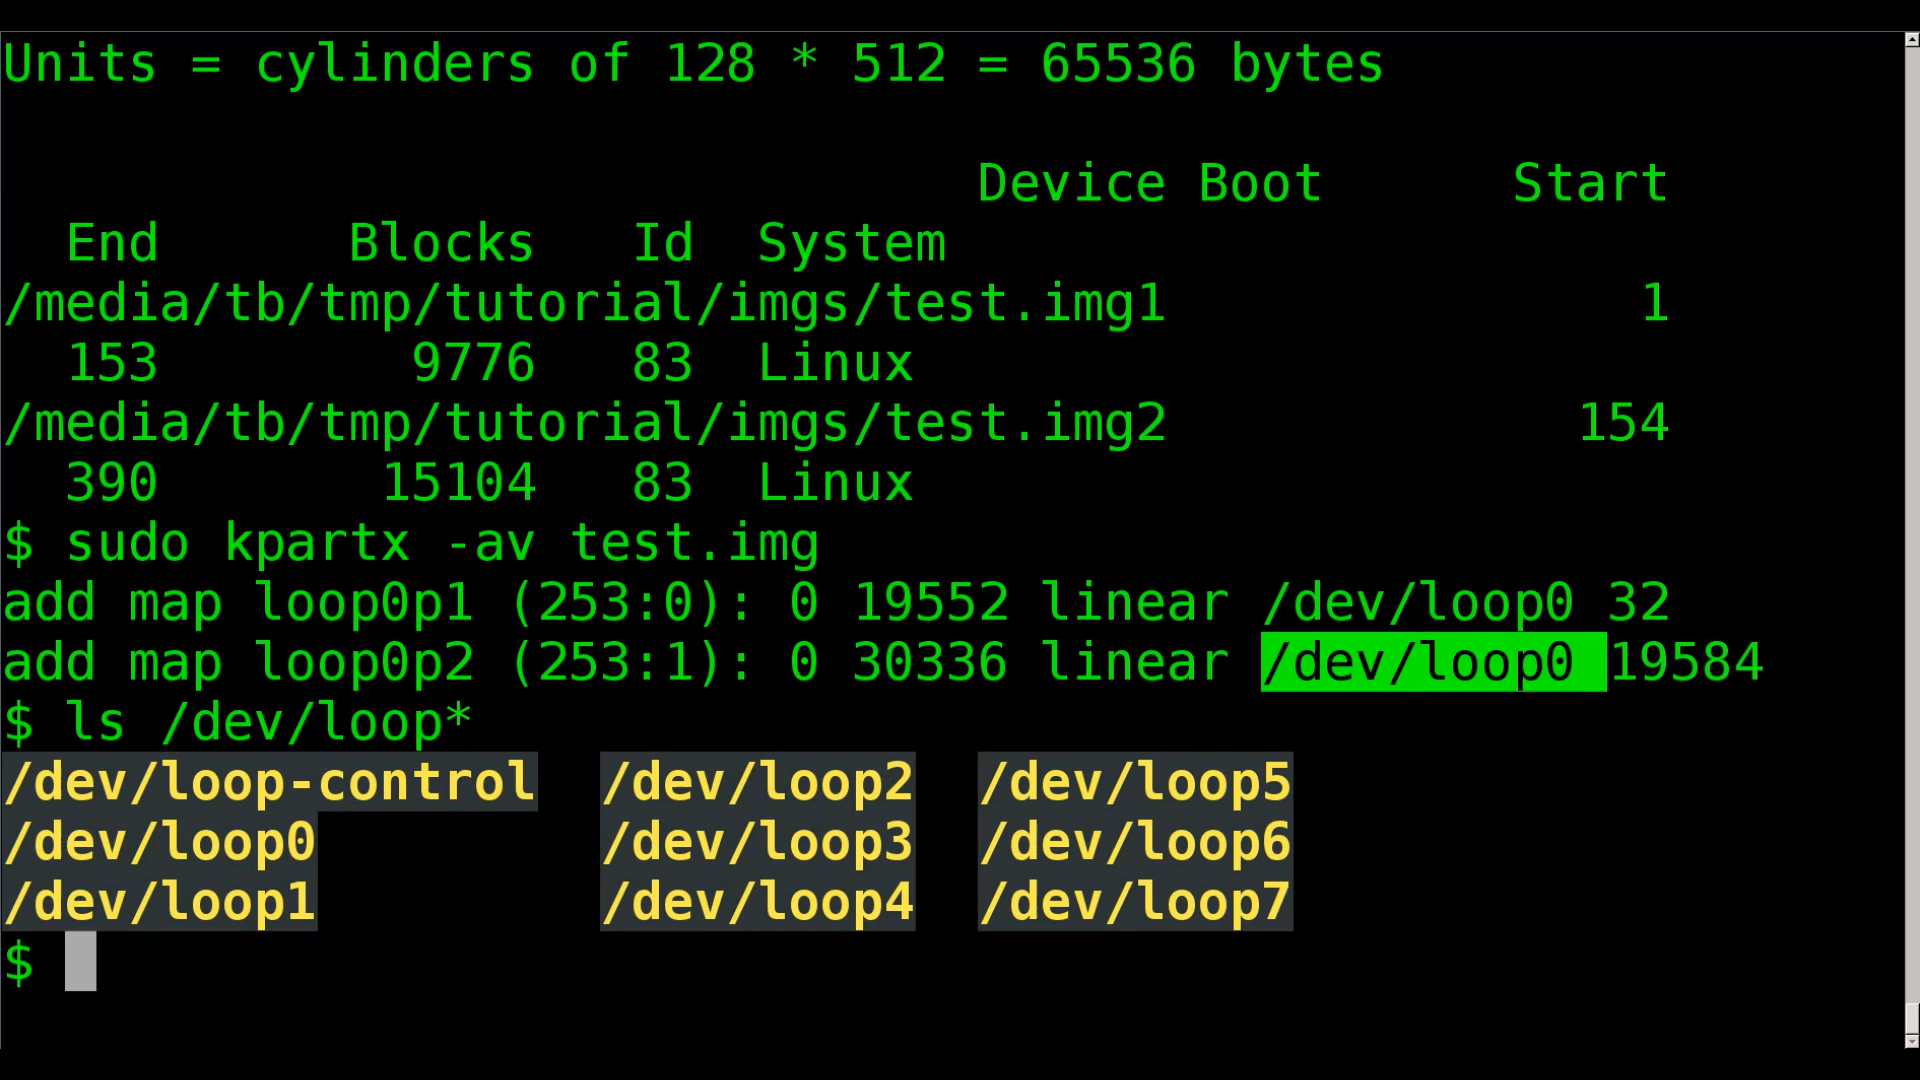 Units = cylinders of 128 * 512 = 65536 bytes
Device Boot Start
End Blocks Id System
/media/tb/tmp/tutorial/imgs/test.img1 1
153 9776 83 Linux
/media/tb/tmp/tutorial/imgs/test.img2 154
390 15104 83 Linux
$ sudo kpartx -av test.img
add map loop0p1 (253:0): 0 19552 linear /dev/loop0 32
add map loop0p2 (253:1): 0 30336 linear /dev/loop0 19584
$ ls /dev/loop*
/dev/loop-control /dev/loop2 /dev/loop5
/dev/loop0 /dev/loop3 /dev/loop6
/dev/loop1 /dev/loop4 /dev/loop7
$